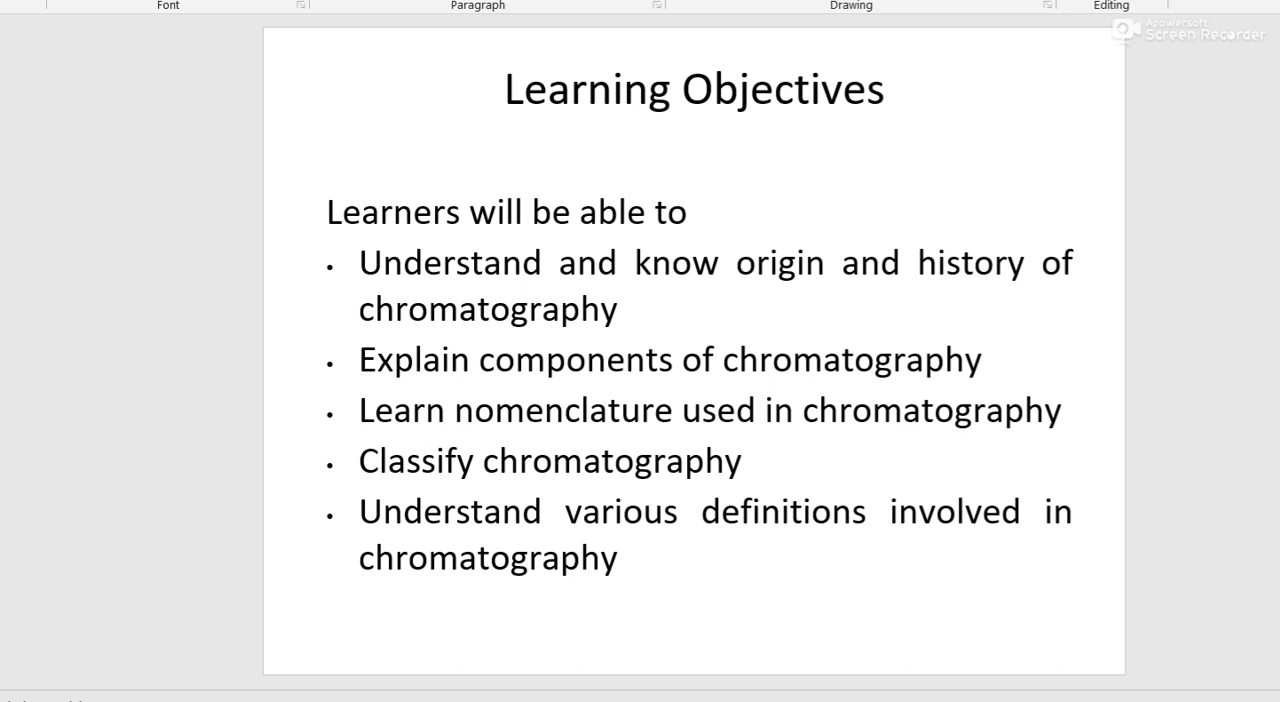 Font Paragraph Drawing Editing
Apowersoft
Screen Recorder
Learning Objectives
Learners will be able to
• Understand and know origin and history of
chromatography
• Explain components of chromatography
• Learn nomenclature used in chromatography
• Classify chromatography
• Understand various definitions involved in
chromatography